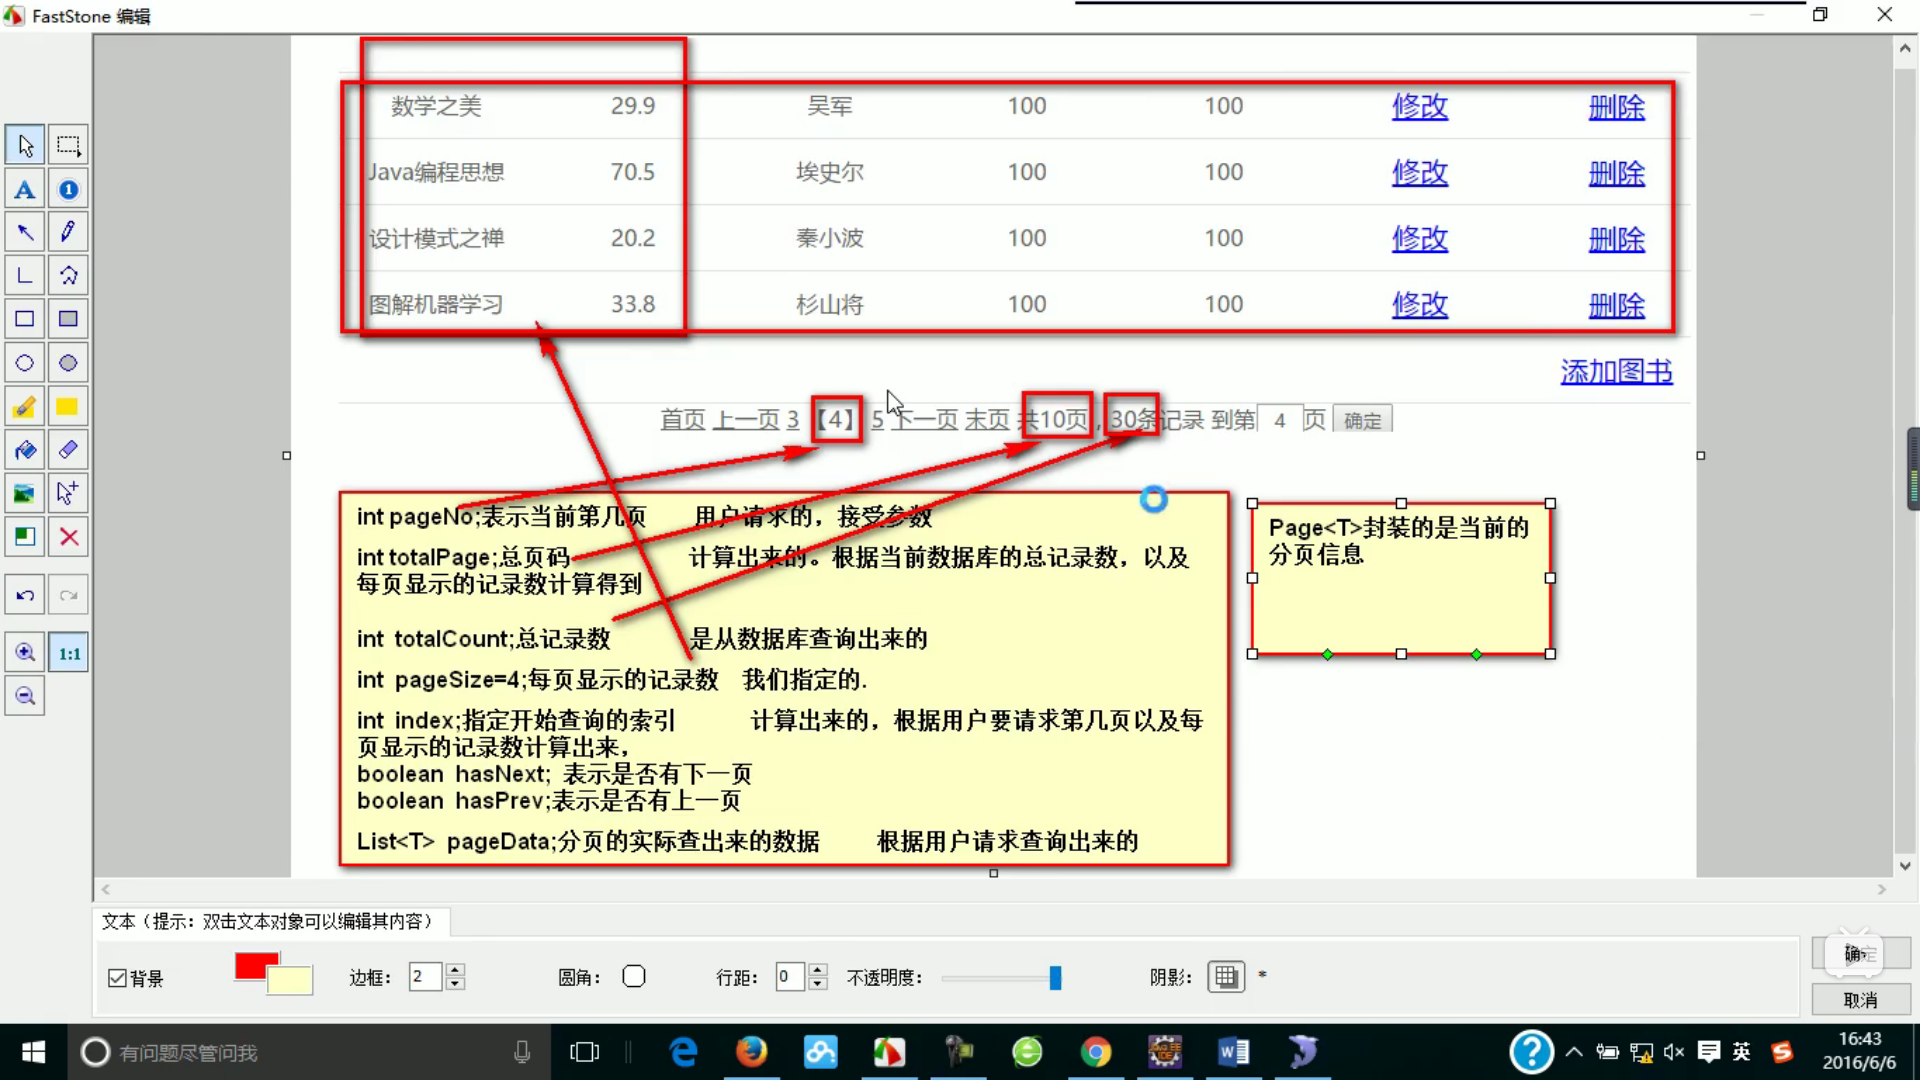 FastStone 编辑
数学之美 29.9 吴军 100 100 修改 删除
Java编程思想 70.5 埃史尔 100 100 修改 删除
设计模式之禅 20.2 秦小波 100 100 修改 删除
图解机器学习 33.8 杉山将 100 100 修改 删除
添加图书
首页 上一页 3 【4】 5 下一页 末页 共10页, 30条记录 到第 4 页 确定
int pageNo;表示当前第几页 用户请求的，接受参数
int totalPage;总页码 计算出来的。根据当前数据库的总记录数，以及
每页显示的记录数计算得到
int totalCount;总记录数 是从数据库查询出来的
int pageSize=4;每页显示的记录数 我们指定的.
int index;指定开始查询的索引 计算出来的，根据用户要请求第几页以及每
页显示的记录数计算出来，
boolean hasNext; 表示是否有下一页
boolean hasPrev;表示是否有上一页
List<T> pageData;分页的实际查出来的数据 根据用户请求查询出来的
Page<T>封装的是当前的
分页信息
A 1
1:1
文本（提示：双击文本对象可以编辑其内容）
背景 边框： 2 圆角： 行距： 0 不透明度： 阴影： *
确定
取消
有问题尽管问我
英
16:43
2016/6/6